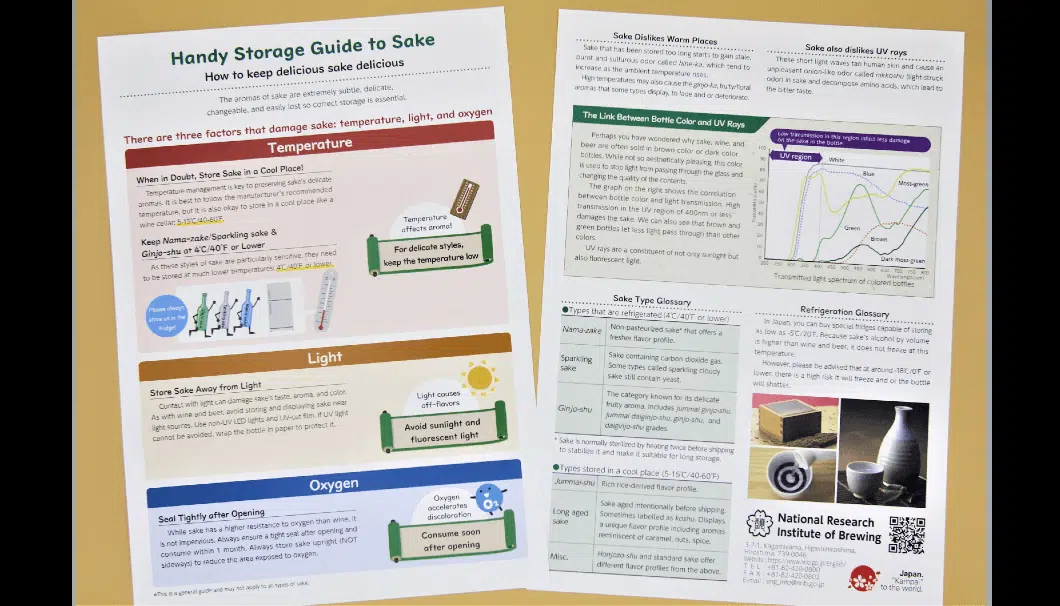 Handy Storage Guide to Sake
How to keep delicious sake delicious
The aromas of sake are extremely subtle, delicate,
changeable, and easily lost so correct storage is essential.
There are three factors that damage sake: temperature, light, and oxygen
Temperature
When in Doubt, Store Sake in a Cool Place!
Temperature management is key to preserving sake's delicate
aromas. It is best to follow the manufacturer's recommended
temperature, but it is also okay to store in a cool place like a
wine cellar: 5-15℃/40-60℉.
Keep Nama-zake/Sparkling sake &
Ginjo-shu at 4℃/40℉ or Lower
As these styles of sake are particularly sensitive, they need
to be stored at much lower temperatures: 4℃/40℉ or lower.
Temperature
affects aroma!
For delicate styles,
keep the temperature low
Please always
store us in the
fridge!
Light
Store Sake Away from Light
Contact with light can damage sake's taste, aroma, and color.
As with wine and beer, avoid storing and displaying sake near
light sources. Use non-UV LED lights and UV-cut film. If UV light
cannot be avoided, wrap the bottle in paper to protect it.
Light causes
off-flavors
Avoid sunlight and
fluorescent light
Oxygen
Seal Tightly after Opening
While sake has a higher resistance to oxygen than wine, it
is not impervious. Always ensure a tight seal after opening and
consume within 1 month. Always store sake upright (NOT
sideways) to reduce the area exposed to oxygen.
Oxygen
accelerates
discoloration
O2
Consume soon
after opening
*This is a general guide and may not apply to all types of sake.
Sake Dislikes Warm Places
Sake that has been stored too long starts to gain stale,
burnt and sulfurous odor called hine-ka, which tend to
increase as the ambient temperature rises.
High temperatures may also cause the ginjo-ka, fruity/floral
aromas that some types display, to fade and or deteriorate.
Sake also dislikes UV rays
These short light waves tan human skin and cause an
unpleasant onion-like odor called nikkoshu (light-struck
odor) in sake and decompose amino acids, which lead to
the bitter taste.
The Link Between Bottle Color and UV Rays
Perhaps you have wondered why sake, wine, and
beer are often sold in brown color or dark color
bottles. While not so aesthetically pleasing, this color
is used to stop light from passing through the glass and
changing the quality of the contents.
The graph on the right shows the correlation
between bottle color and light transmission. High
transmission in the UV region of 400nm or less
damages the sake. We can also see that brown and
green bottles let less light pass through than other
colors.
UV rays are a constituent of not only sunlight but
also fluorescent light.
Low transmission in this region infict less damage
on the sake in the bottle.
UV region
White
Blue
Moss-green
Green
Brown
Dark moss-green
100
90
80
70
60
50
40
30
20
10
0
200 250 300 350 400 450 500 550 600 650 700 750 800
Transmitted light spectrum of colored bottles
Sake Type Glossary
●Types that are refrigerated (4℃/40℉ or lower)
Nama-zake
Non-pasteurized sake* that offers a
fresher flavor profile.
Sparkling
sake
Sake containing carbon dioxide gas.
Some types called sparkling cloudy
sake still contain yeast.
Ginjo-shu
The category known for its delicate
fruity aroma. Includes junmai ginjo-shu,
junmai daiginjo-shu, ginjo-shu, and
daiginjo-shu grades.
* Sake is normally sterilized by heating twice before shipping
to stabilize it and make it suitable for long storage.
●Types stored in a cool place (5-15℃/40-60℉)
Junmai-shu
Rich rice-derived flavor profile.
Long aged
sake
Sake aged intentionally before shipping.
Sometimes labelled as koshu. Displays
a unique flavor profile including aromas
reminiscent of caramel, nuts, spice.
Misc.
Honjozo-shu and standard sake offer
different flavor profiles from the above.
Refrigeration Glossary
In Japan, you can buy special fridges capable of storing
as low as -5℃/20℉. Because sake's alcohol by volume
is higher than wine and beer, it does not freeze at this
temperature.
However, please be advised that at around -18℃/0℉ or
lower, there is a high risk it will freeze and or the bottle
will shatter.
National Research
Institute of Brewing
3-7-1, Kagamiyama, Higashihiroshima,
Hiroshima, 739-0046
Website: https://www.nrib.go.jp/English/
TEL: +81-82-420-0800
FAX: +81-82-420-0802
Japan.
"Kampai"
to the world.